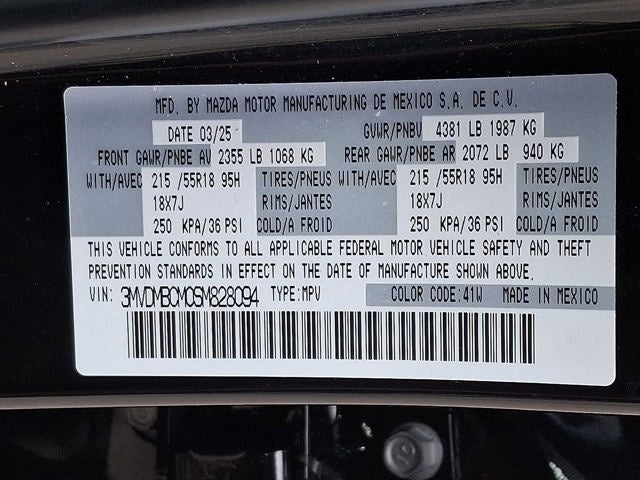 MFD. BY MAZDA MOTOR MANUFACTURING DE MEXICO S.A. DE C.V.
DATE 03/25 GVWR/PNBV 4381 LB 1987 KG
FRONT GAWR/PNBE AV 2355 LB 1068 KG REAR GAWR/PNBE AR 2072 LB 940 KG
WITH/AVEC 215 /55R18 95H TIRES/PNEUS WITH/AVEC 215 /55R18 95H TIRES/PNEUS
18X7J RIMS/JANTES 18X7J RIMS/JANTES
250 KPA/36 PSI COLD/A FROID 250 KPA/36 PSI COLD/A FROID
THIS VEHICLE CONFORMS TO ALL APPLICABLE FEDERAL MOTOR VEHICLE SAFETY AND THEFT
PREVENTION STANDARDS IN EFFECT ON THE DATE OF MANUFACTURE SHOWN ABOVE.
VIN: 3MVDMBCM0SM828094 TYPE:MPV COLOR CODE:41W MADE IN MEXICO